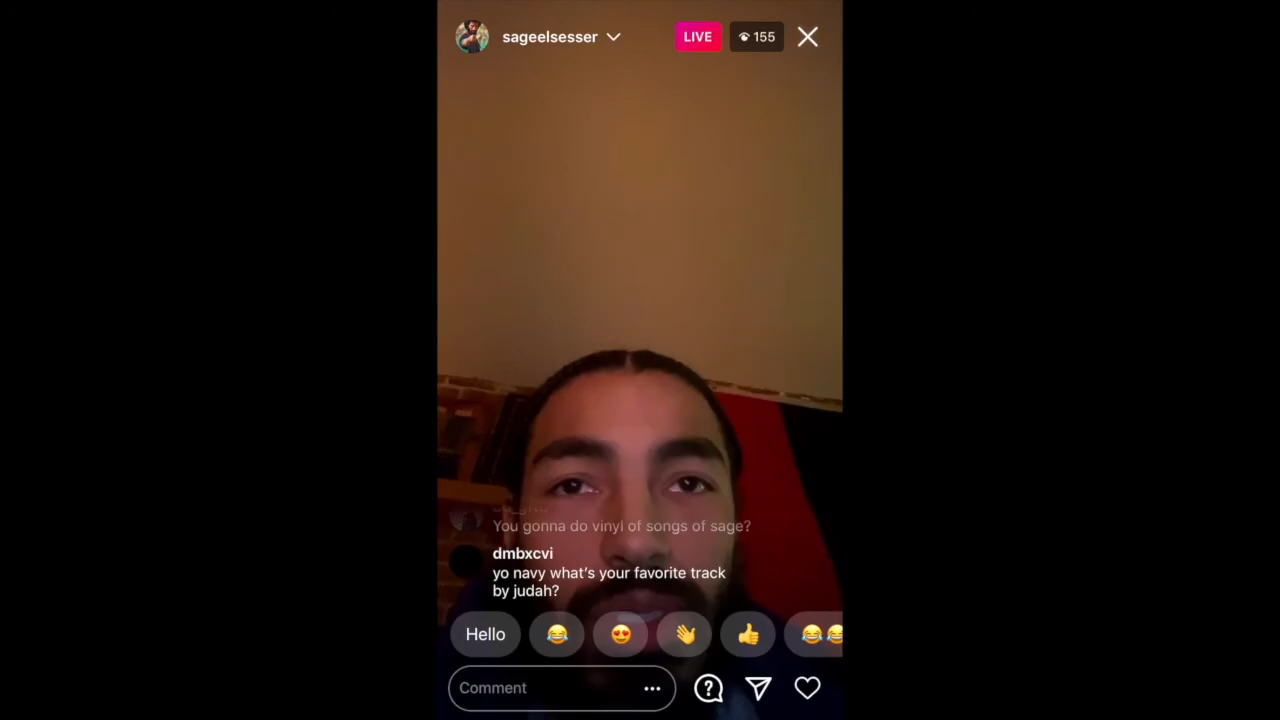 sageelsesser
LIVE
155
You gonna do vinyl of songs of sage?
dmbxcvi
yo navy what's your favorite track
by judah?
Hello
Comment